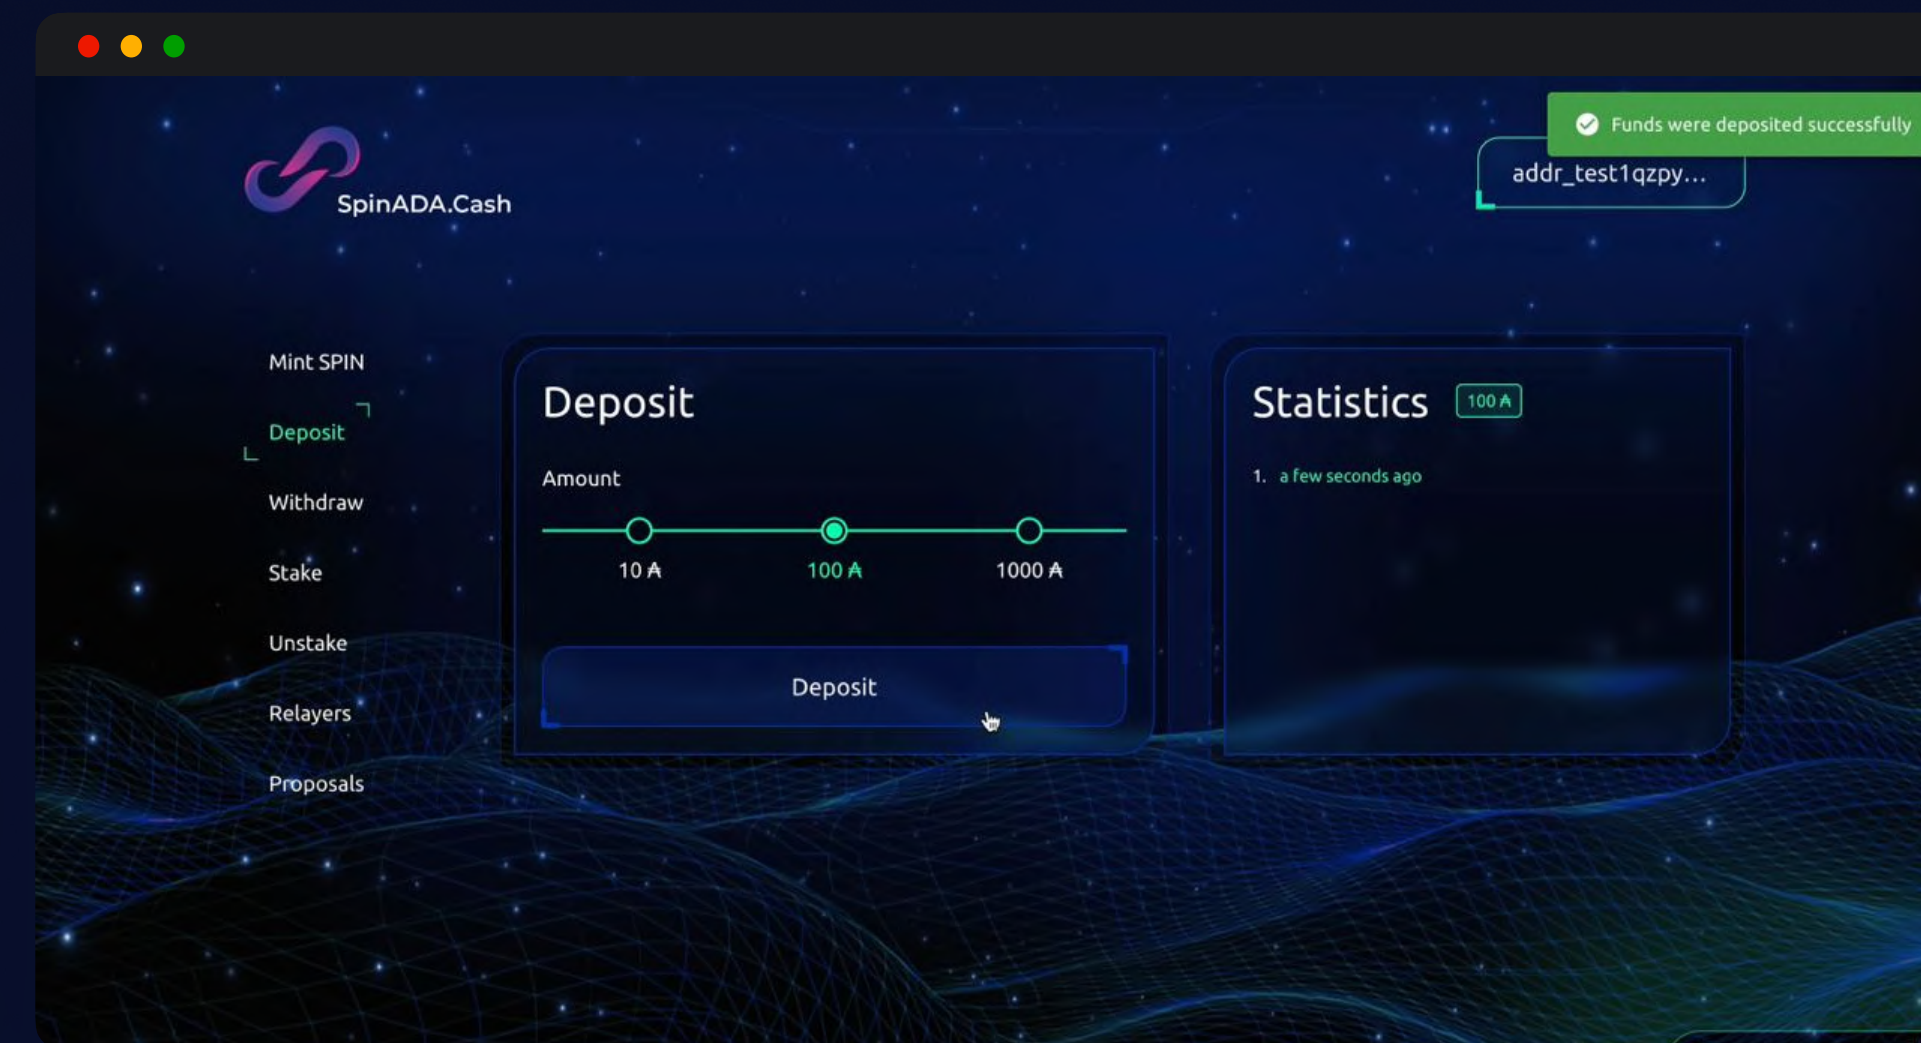 Funds were deposited successfully
SpinADA.Cash
addr_test1qzpy...
Mint SPIN
Deposit
Withdraw
Stake
Unstake
Relayers
Proposals
Deposit
Amount
10 ₳
100 ₳
1000 ₳
Deposit
Statistics 100 ₳
1. a few seconds ago